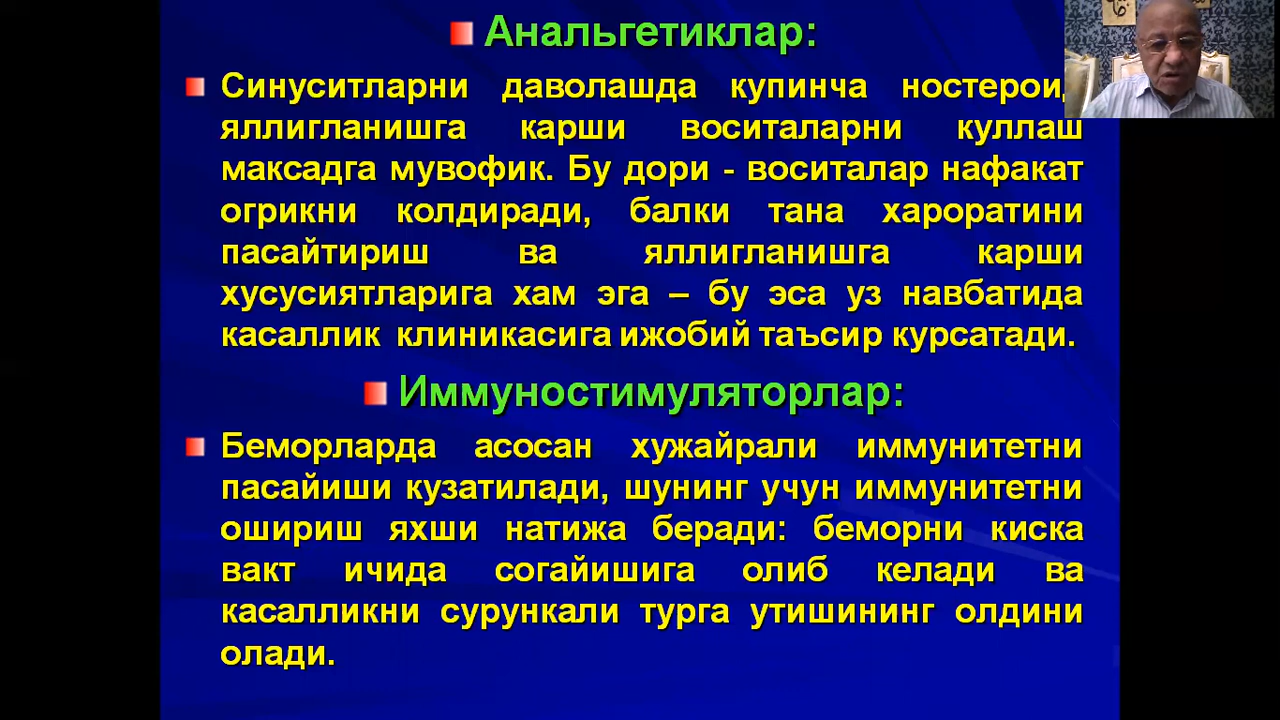 Анальгетиклар:
Синуситларни даволашда купинча
яллигланишга карши воситаларни куллаш
максадга мувофик. Бу дори - воситалар нафакат
огрикни колдиради, балки тана хароратини
пасайтириш ва яллигланишга карши
хусусиятларига хам эга – бу эса уз навбатида
касаллик клиникасига ижобий таъсир курсатади.
Иммуностимуляторлар:
Беморларда асосан хужайрали иммунитетни
пасайиши кузатилади, шунинг учун иммунитетни
ошириш яхши натижа беради: беморни киска
вакт ичида согайишига олиб келади ва
касалликни сурункали турга утишининг олдини
олади.